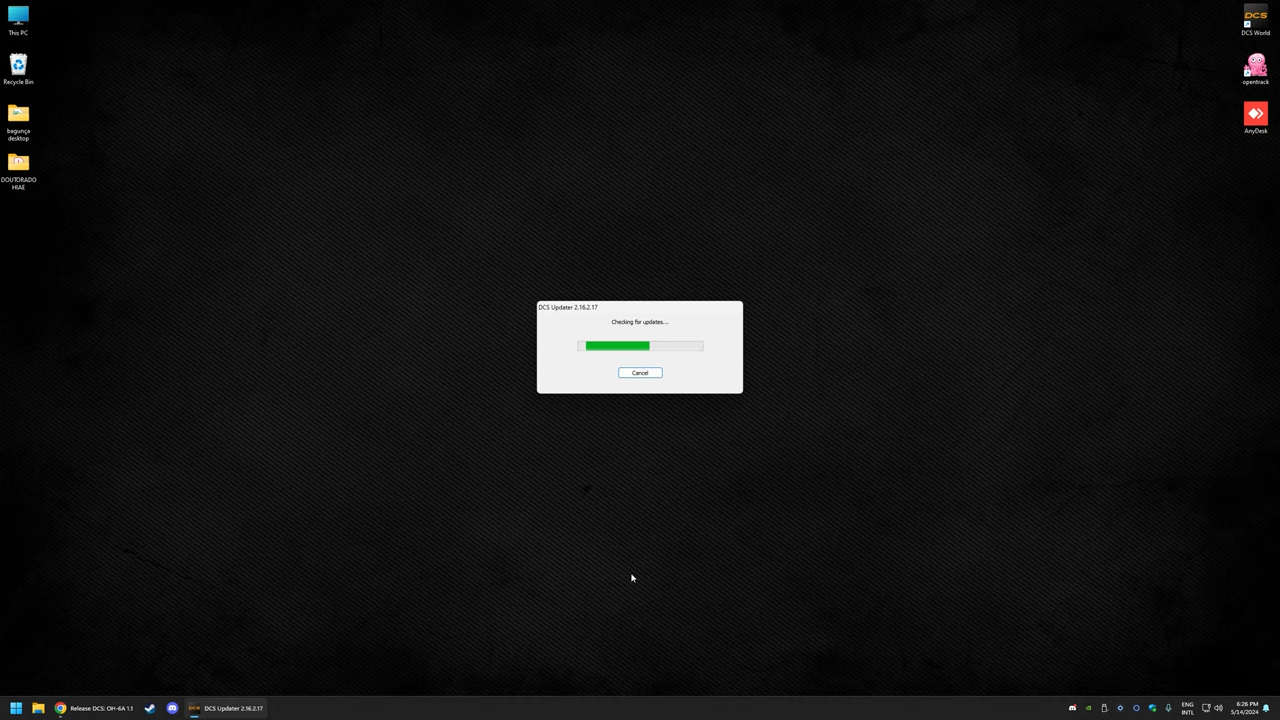 This PC
Recycle Bin
bagunça
desktop
DOUTORADO
HIAE
DCS
DCS World
opentrack
AnyDesk
DCS Updater 2.16.2.17
Checking for updates...
Cancel
Release DCS: OH-6A 1.1
DCS
DCS Updater 2.16.2.17
ENG
INTL
6:26 PM
5/14/2024